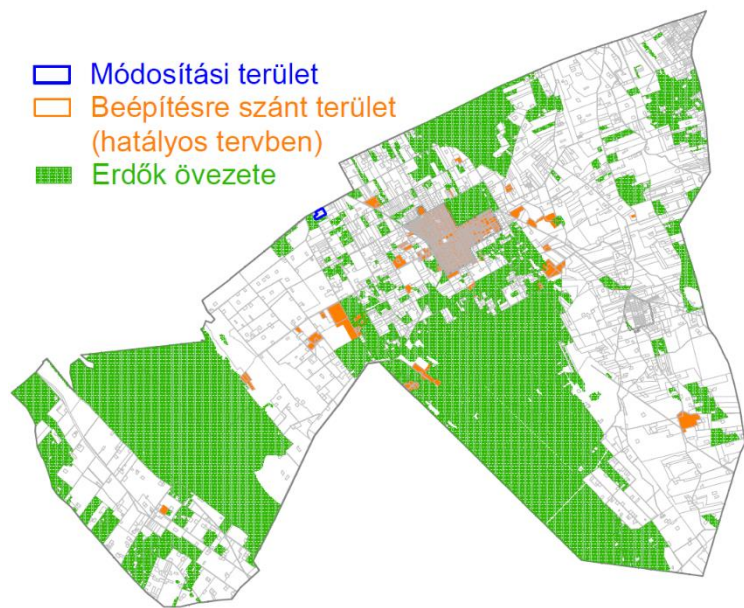 Módosítási terület
Beépítésre szánt terület
(hatályos tervben)
Erdők övezete